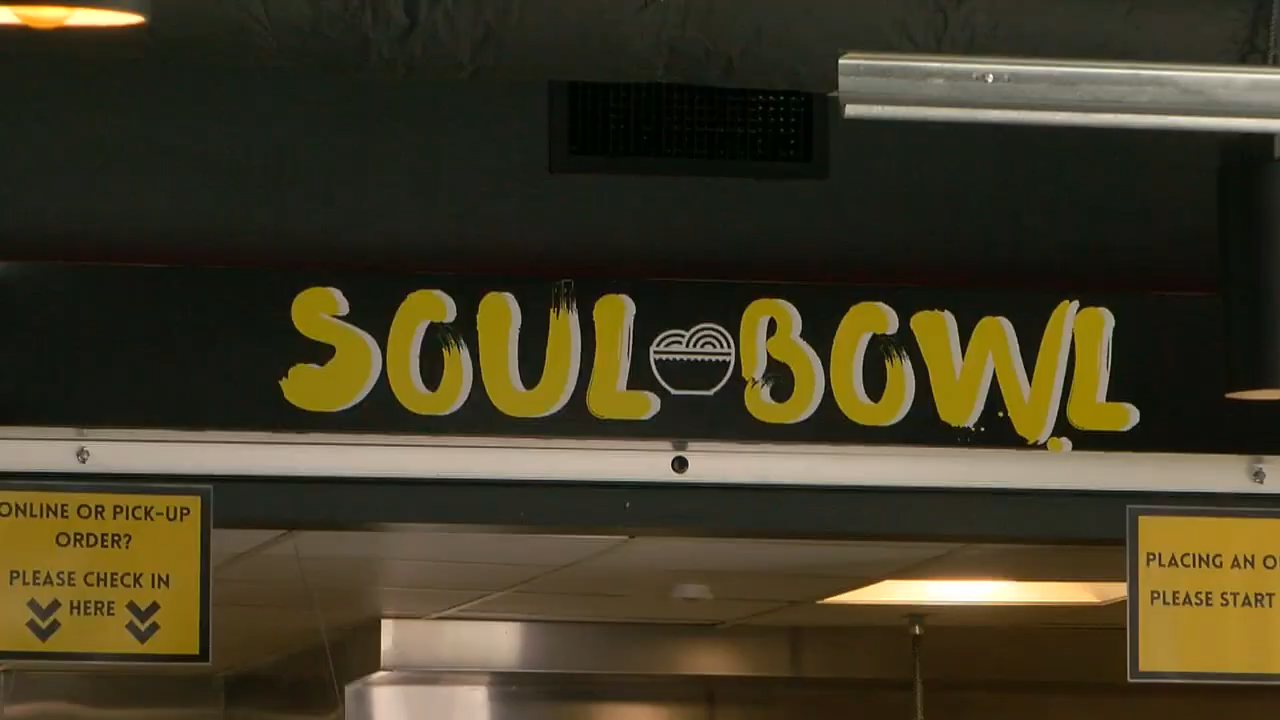 SOUL BOWL
ONLINE OR PICK-UP
ORDER?
PLEASE CHECK IN
HERE
PLACING AN
PLEASE START